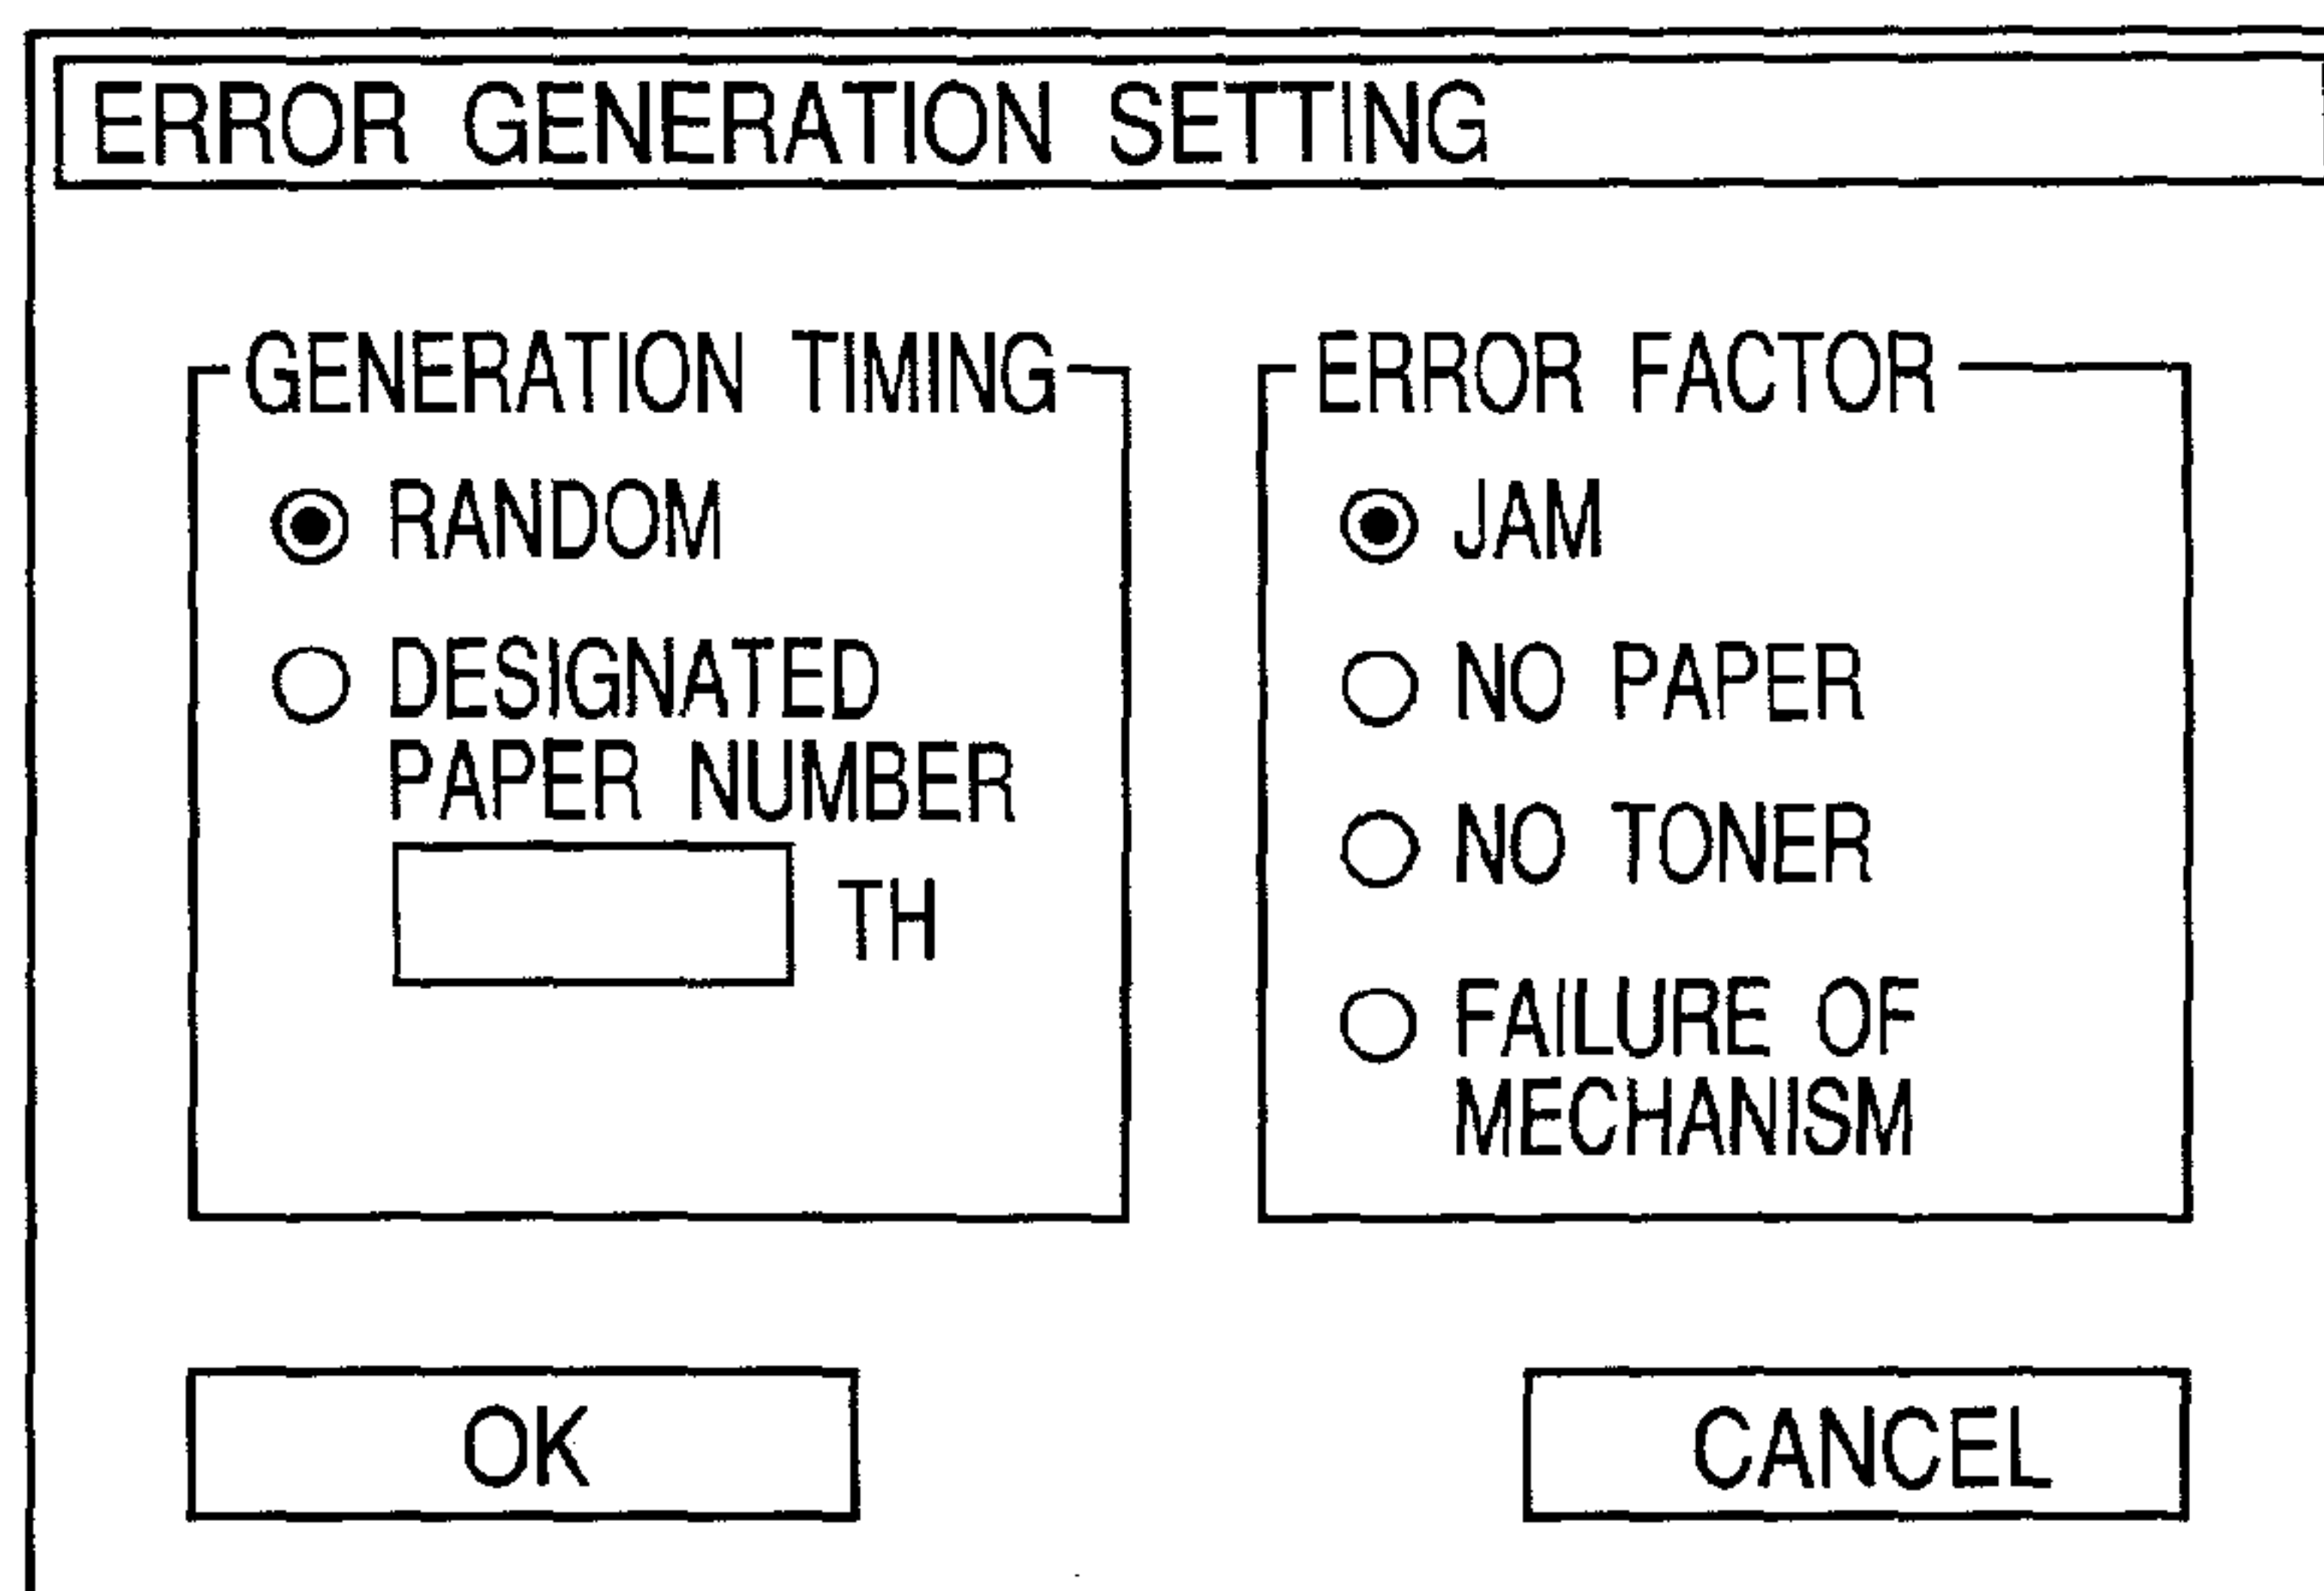 ERROR GENERATION SETTING
GENERATION TIMING
RANDOM
DESIGNATED
PAPER NUMBER
TH
ERROR FACTOR
JAM
NO PAPER
NO TONER
FAILURE OF
MECHANISM
OK
CANCEL